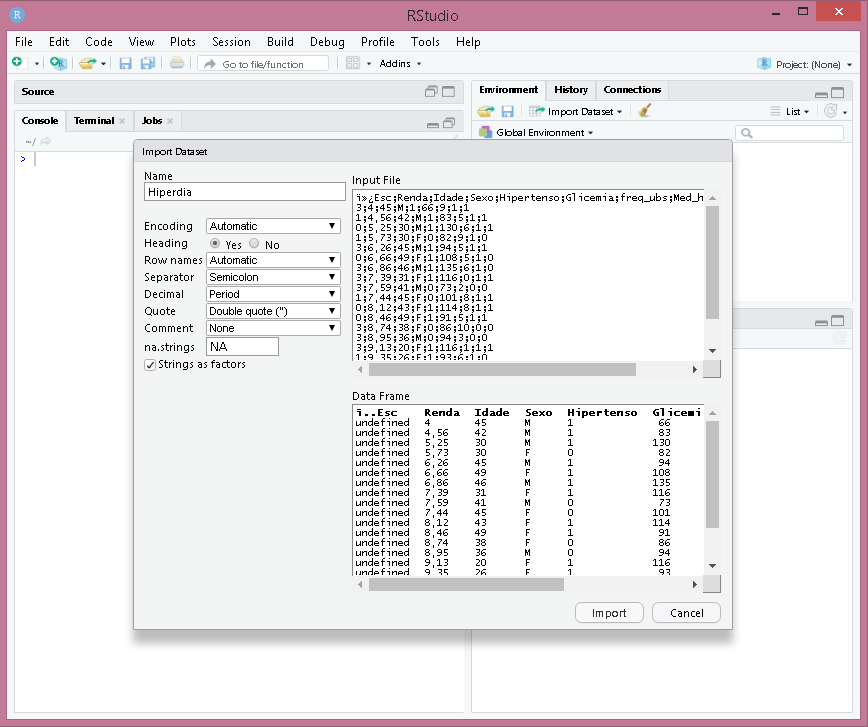 RStudio
File Edit Code View Plots Session Build Debug Profile Tools Help
Go to file/function Addins Project: (None)
Source
Console Terminal Jobs
~/
>
Environment History Connections
Import Dataset List
Global Environment
Import Dataset
Name
Hiperdia
Encoding Automatic
Heading Yes No
Row names Automatic
Separator Semicolon
Decimal Period
Quote Double quote (")
Comment None
na.strings NA
Strings as factors
Input File
ï»¿Esc;Renda;Idade;Sexo;Hipertenso;Glicemia;freq_ubs;Med_h
3;4;45;M;1;66;9;1;1
1;4,56;42;M;1;83;5;1;1
0;5,25;30;M;1;130;6;1;1
1;5,73;30;F;0;82;9;1;0
3;6,26;45;M;1;94;5;1;1
0;6,66;49;F;1;108;5;1;0
3;6,86;46;M;1;135;6;1;0
3;7,39;31;F;1;116;0;1;1
3;7,59;41;M;0;73;2;0;0
1;7,44;45;F;0;101;8;1;1
0;8,12;43;F;1;114;8;1;1
0;8,46;49;F;1;91;5;1;1
3;8,74;38;F;0;86;10;0;0
3;8,95;36;M;0;94;3;0;0
3;9,13;20;F;1;116;1;1;1
1;9,35;26;F;1;93;6;1;0
Data Frame
ï..Esc Renda Idade Sexo Hipertenso Glicemi
undefined 4 45 M 1 66
undefined 4,56 42 M 1 83
undefined 5,25 30 M 1 130
undefined 5,73 30 F 0 82
undefined 6,26 45 M 1 94
undefined 6,66 49 F 1 108
undefined 6,86 46 M 1 135
undefined 7,39 31 F 1 116
undefined 7,59 41 M 0 73
undefined 7,44 45 F 0 101
undefined 8,12 43 F 1 114
undefined 8,46 49 F 1 91
undefined 8,74 38 F 0 86
undefined 8,95 36 M 0 94
undefined 9,13 20 F 1 116
undefined 9,35 26 F 1 93
Import Cancel